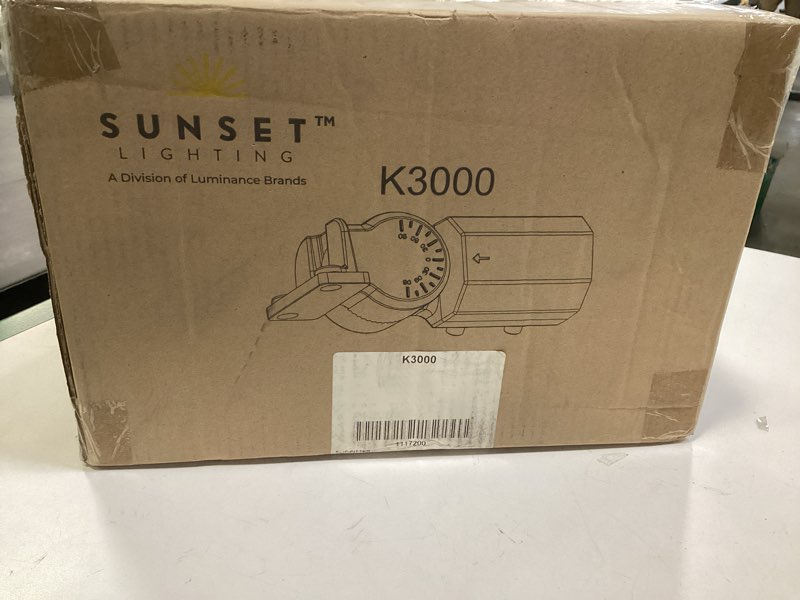 SUNSET™
LIGHTING
A Division of Luminance Brands
K3000
K3000
1117200